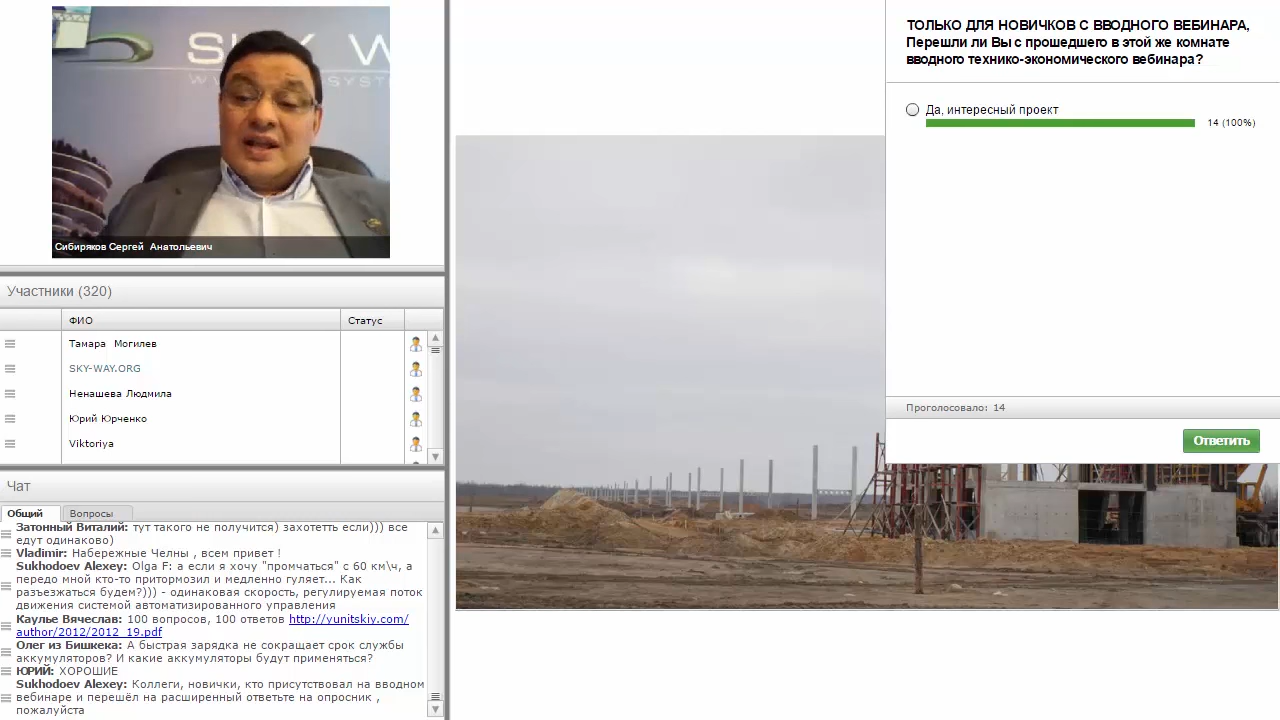 SKY W
Сибиряков Сергей Анатольевич
Участники (320)
ФИО Статус
Тамара Могилев
SKY-WAY.ORG
Ненашева Людмила
Юрий Юрченко
Viktoriya
Чат
Общий Вопросы
Затонный Виталий: тут такого не получится) захотетть если))) все
едут одинаково)
Vladimir: Набережные Челны , всем привет !
Sukhodoev Alexey: Olga F: а если я хочу "промчаться" с 60 км\ч, а
передо мной кто-то притормозил и медленно гуляет... Как
разъезжаться будем?))) - одинаковая скорость, регулируемая поток
движения системой автоматизированного управления
Каулье Вячеслав: 100 вопросов, 100 ответов http://yunitskiy.com/
author/2012/2012_19.pdf
Олег из Бишкека: А быстрая зарядка не сокращает срок службы
аккумуляторов? И какие аккумуляторы будут применяться?
ЮРИЙ: ХОРОШИЕ
Sukhodoev Alexey: Коллеги, новички, кто присутствовал на вводном
вебинаре и перешёл на расширенный ответьте на опросник ,
пожалуйста
ТОЛЬКО ДЛЯ НОВИЧКОВ С ВВОДНОГО ВЕБИНАРА,
Перешли ли Вы с прошедшего в этой же комнате
вводного технико-экономического вебинара?
Да, интересный проект
14 (100%)
Проголосовало: 14
Ответить